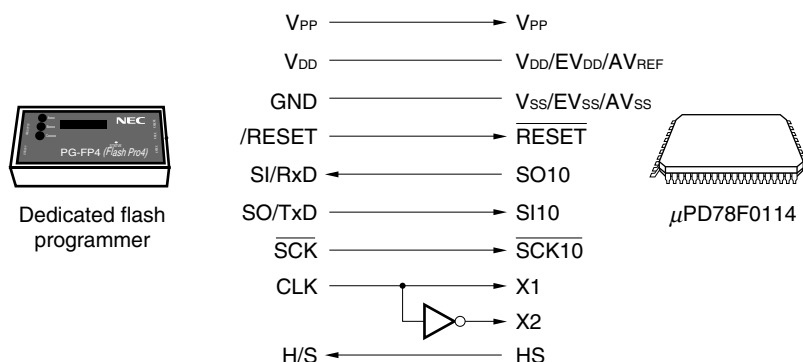 VPP VPP
VDD VDD/EVDD/AVREF
GND VSS/EVSS/AVSS
/RESET RESET
SI/RxD SO10
SO/TxD SI10
SCK SCK10
CLK X1
X2
H/S HS
NEC
PG-FP4 (Flash Pro4)
Dedicated flash
programmer
μPD78F0114